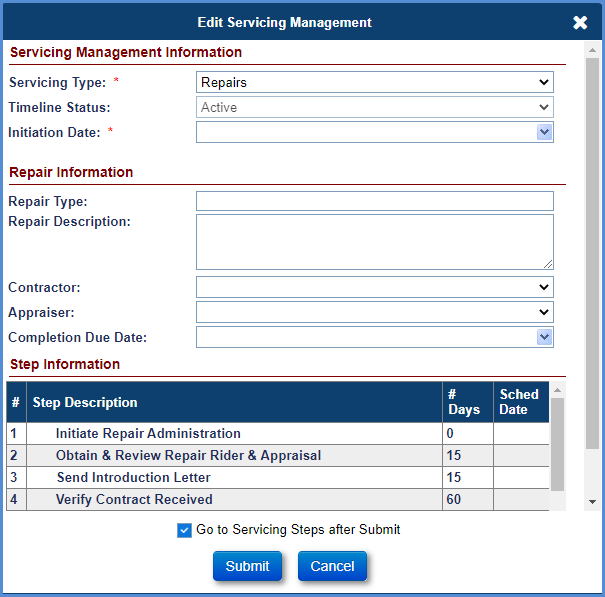 Edit Servicing Management
Servicing Management Information
Servicing Type: * Repairs
Timeline Status: Active
Initiation Date: *
Repair Information
Repair Type:
Repair Description:
Contractor:
Appraiser:
Completion Due Date:
Step Information
# Step Description # Days Sched Date
1 Initiate Repair Administration 0
2 Obtain & Review Repair Rider & Appraisal 15
3 Send Introduction Letter 15
4 Verify Contract Received 60
Go to Servicing Steps after Submit
Submit Cancel